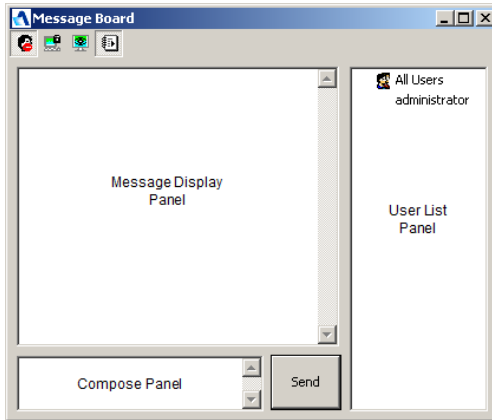 Message Board
All Users
administrator
Message Display
Panel
User List
Panel
Compose Panel
Send